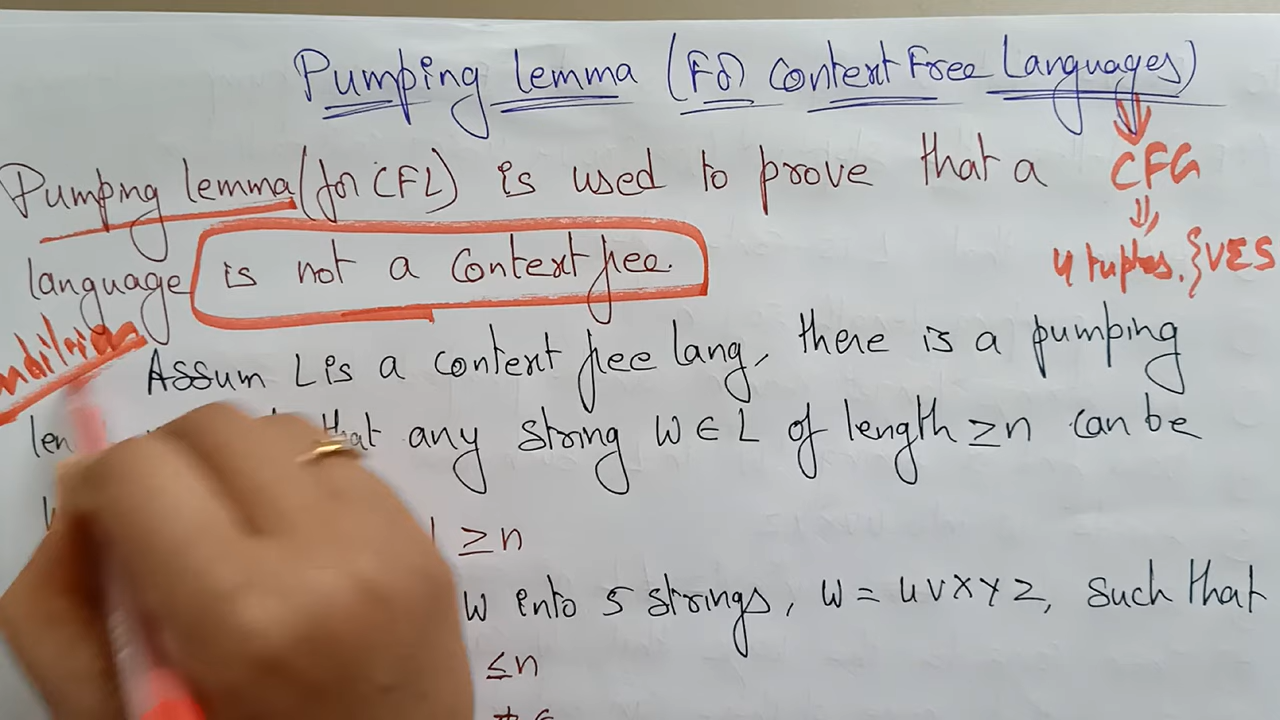 Pumping lemma (For Context Free Languages)
Pumping lemma (for CFL) is used to prove that a
CFG
language is not a Context free.
4 tuples. } VES
Assum L is a context free lang, there is a pumping
that any string W ∈ L of length ≥ n can be
≥ n
W into 5 strings, W = UVXYZ, such that
≤ n